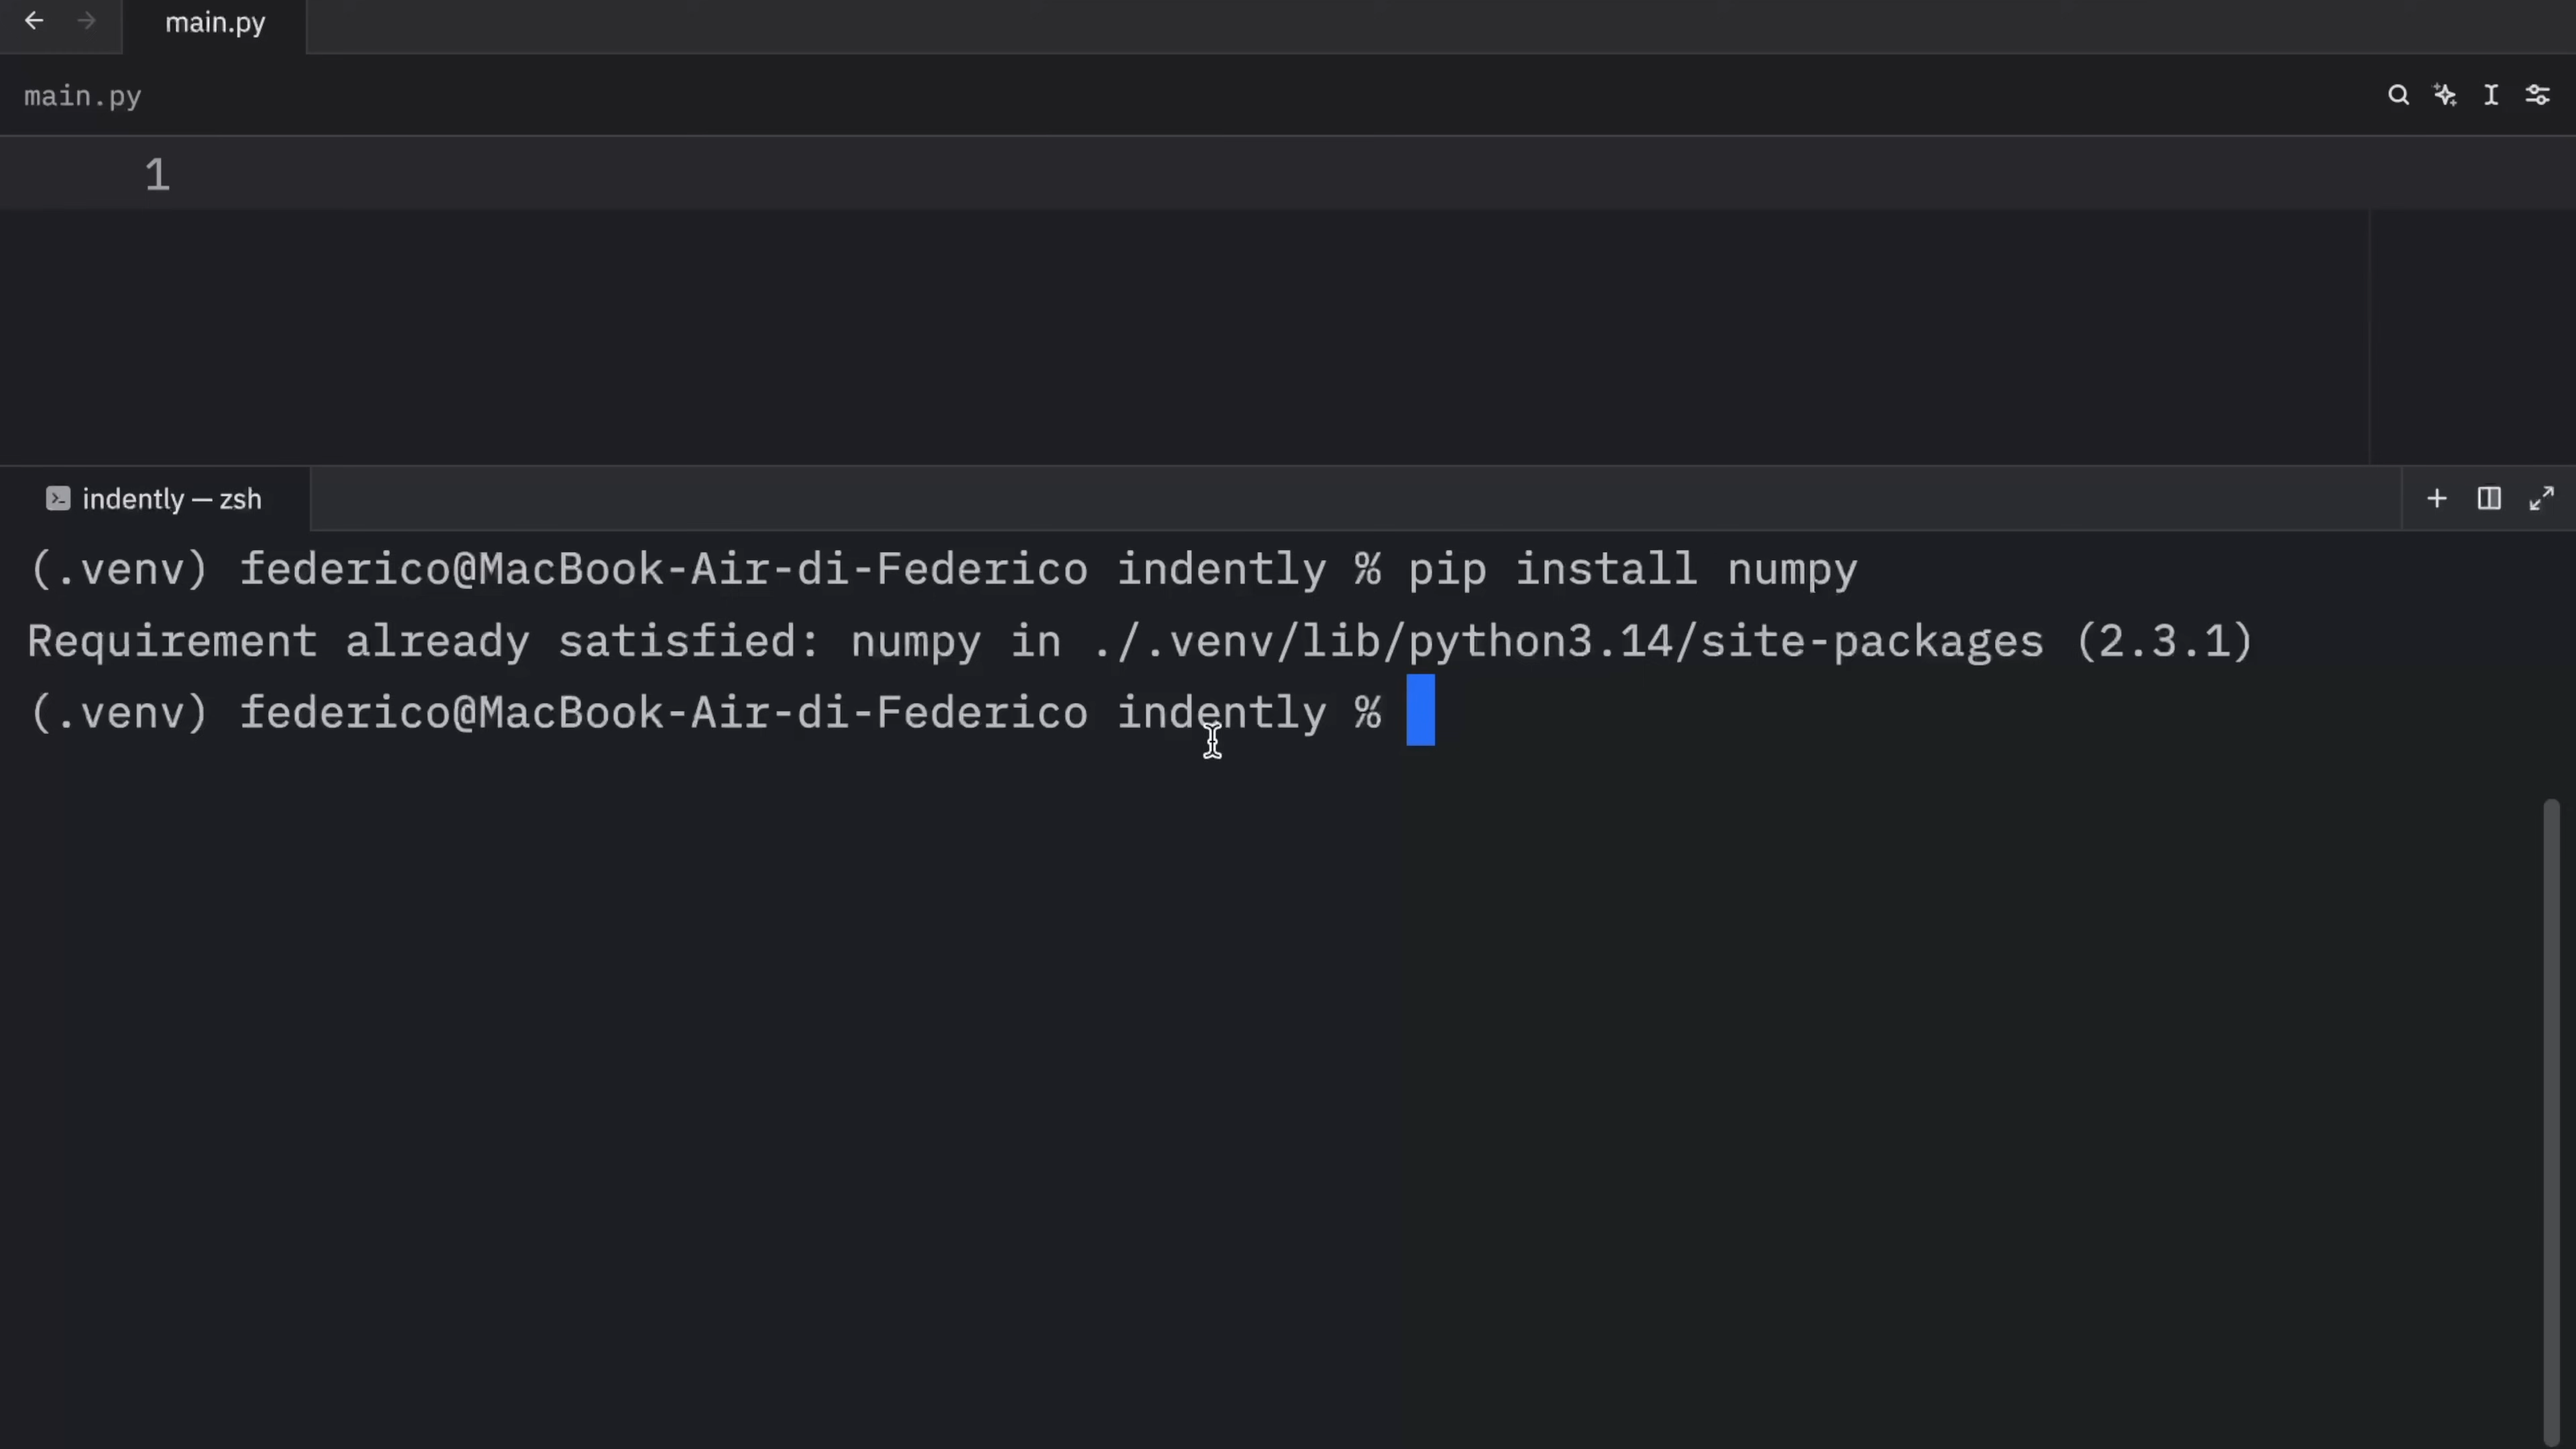 main.py
main.py
1
indently — zsh
(.venv) federico@MacBook-Air-di-Federico indently % pip install numpy
Requirement already satisfied: numpy in ./.venv/lib/python3.14/site-packages (2.3.1)
(.venv) federico@MacBook-Air-di-Federico indently %